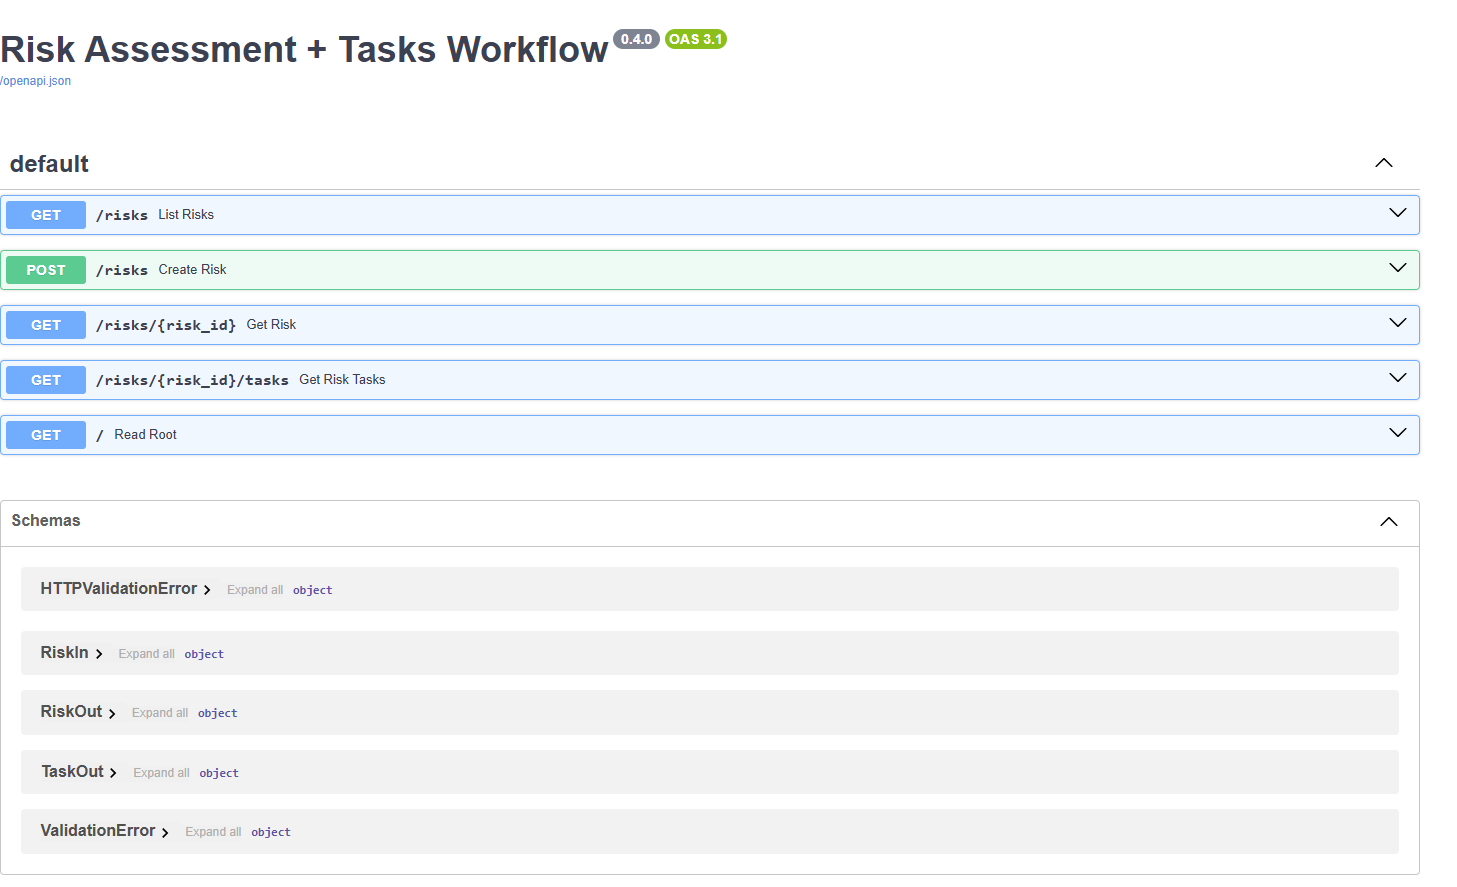 Risk Assessment + Tasks Workflow 0.4.0 OAS 3.1
/openapi.json
default
GET /risks List Risks
POST /risks Create Risk
GET /risks/{risk_id} Get Risk
GET /risks/{risk_id}/tasks Get Risk Tasks
GET / Read Root
Schemas
HTTPValidationError Expand all object
RiskIn Expand all object
RiskOut Expand all object
TaskOut Expand all object
ValidationError Expand all object